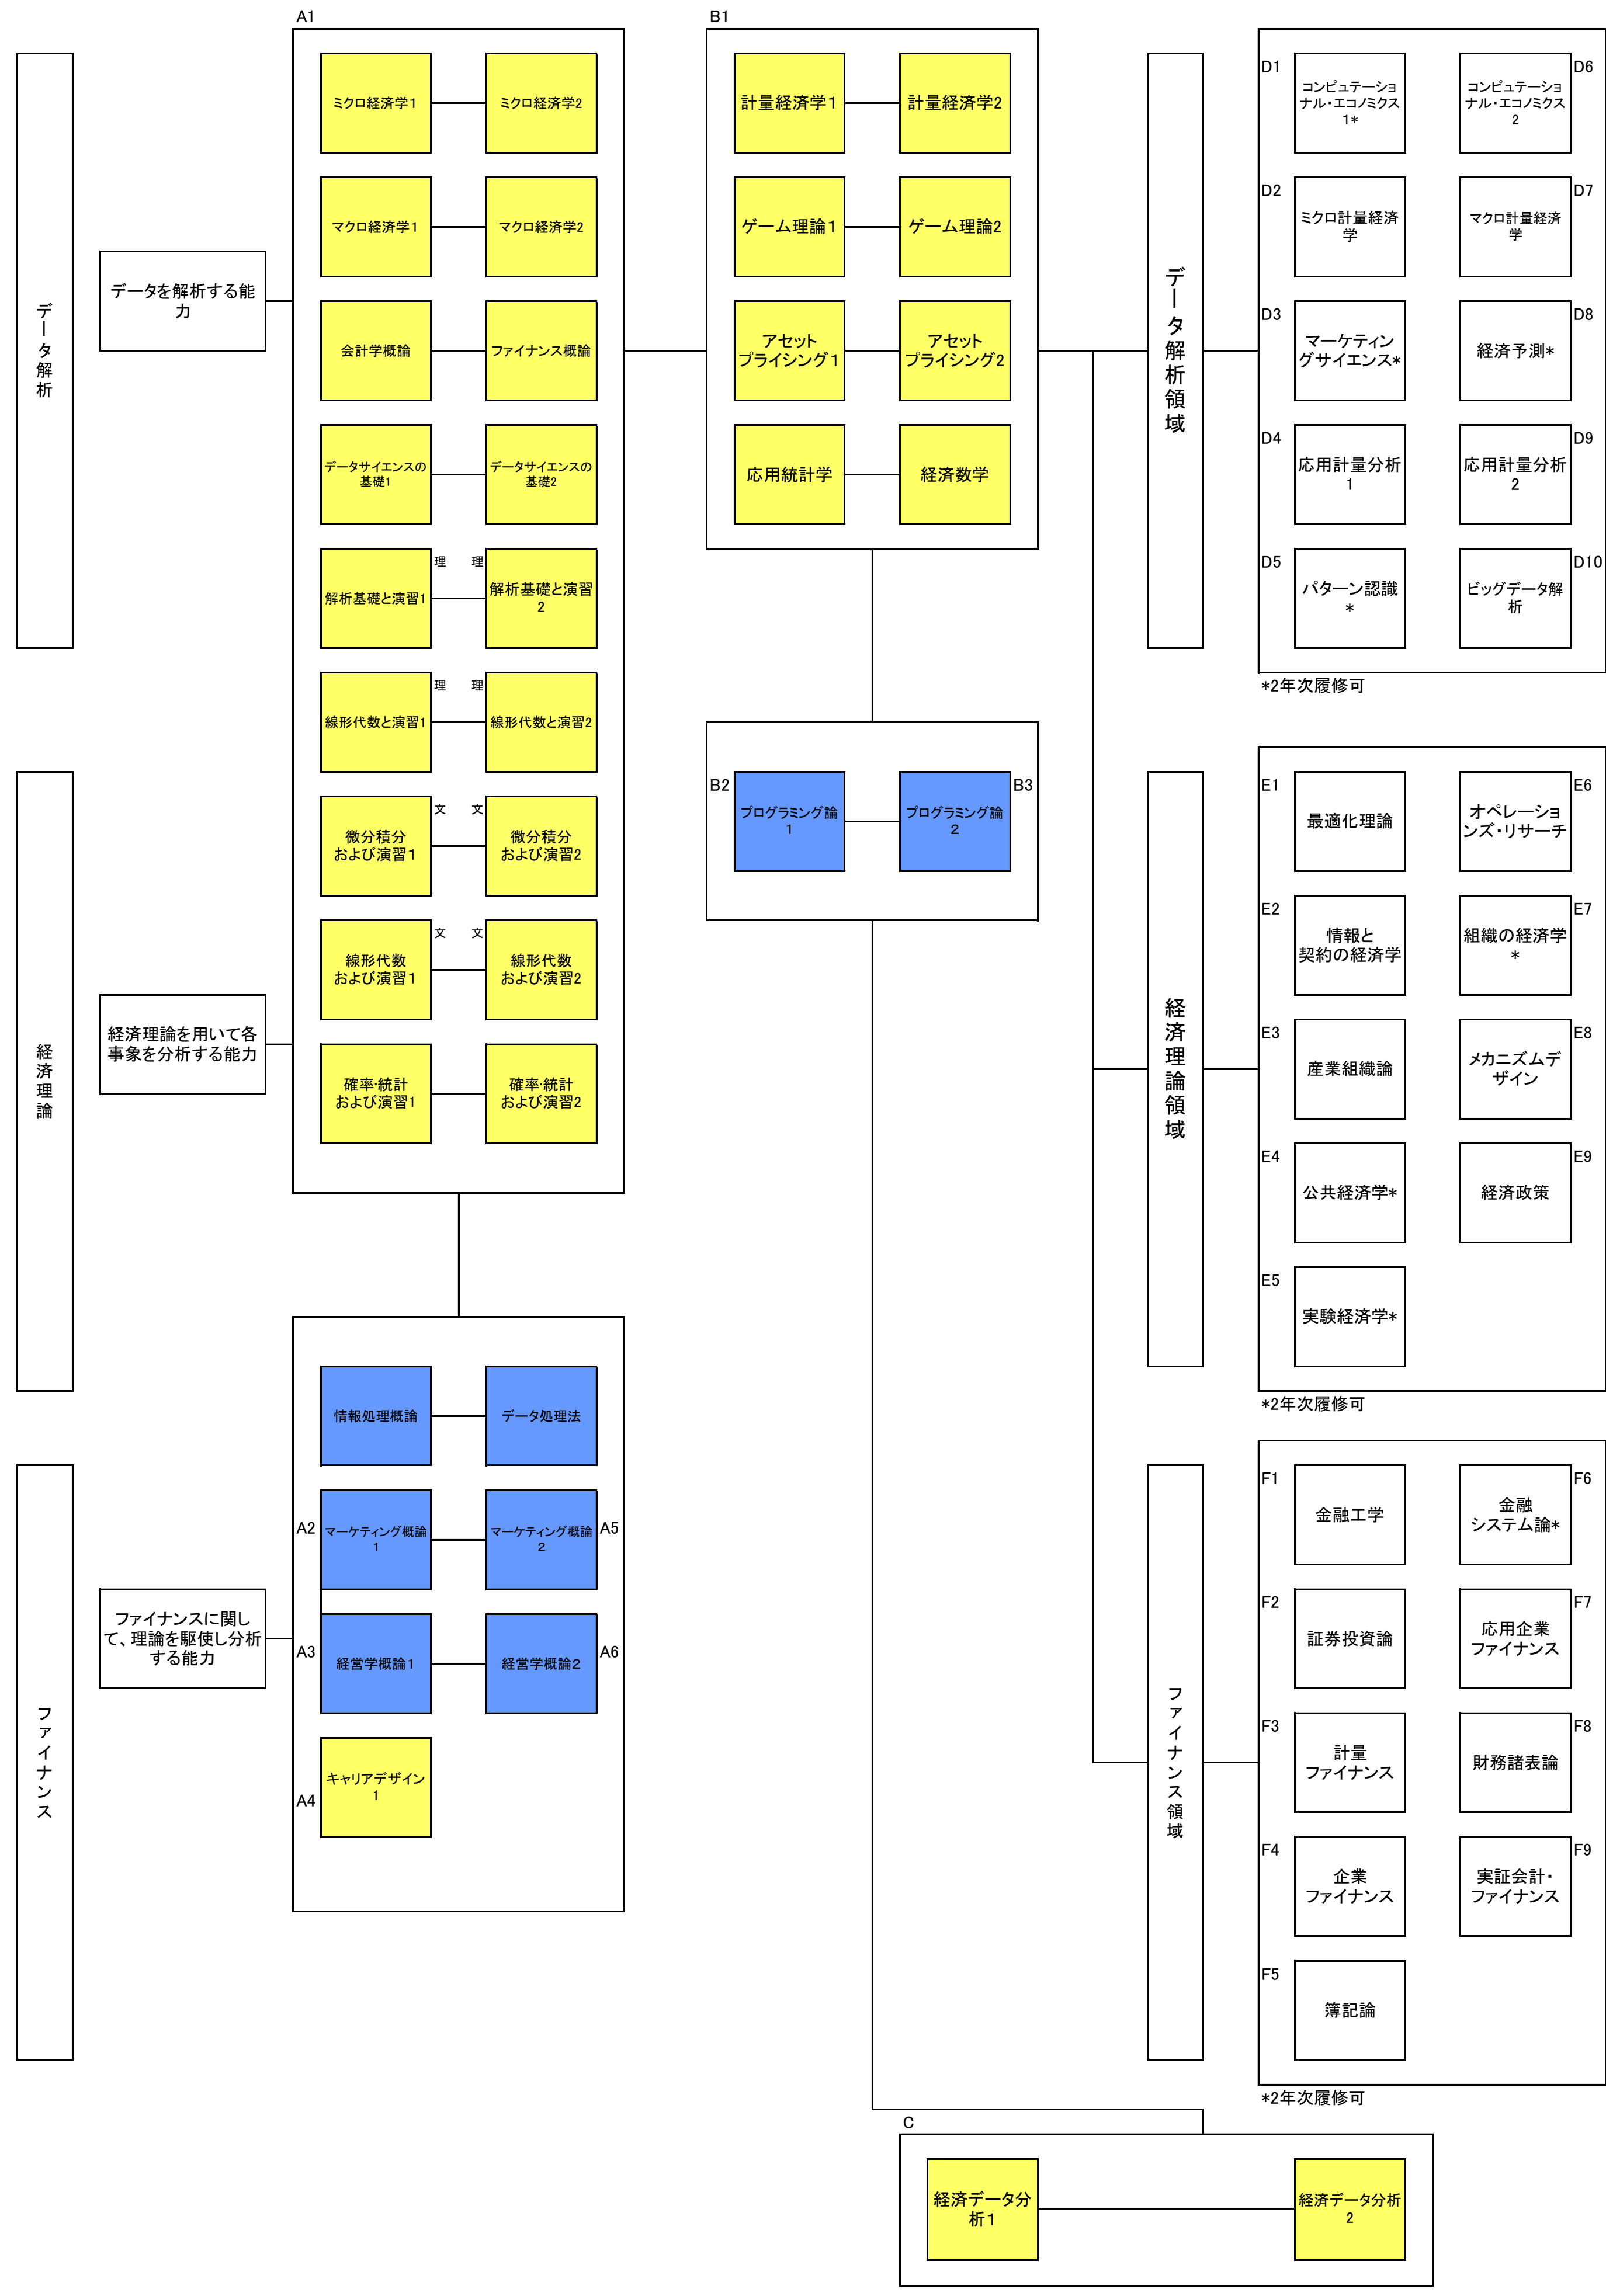 A1
ミクロ経済学1
ミクロ経済学2
マクロ経済学1
マクロ経済学2
会計学概論
ファイナンス概論
データサイエンスの
基礎1
データサイエンスの
基礎2
解析基礎と演習1
理
理
解析基礎と演習
2
線形代数と演習1
理
理
線形代数と演習2
微分積分
および演習1
文
文
微分積分
および演習2
線形代数
および演習1
文
文
線形代数
および演習2
確率・統計
および演習1
確率・統計
および演習2
データ解析
データを解析する能
力
経済理論
経済理論を用いて各
事象を分析する能力
ファイナンス
ファイナンスに関し
て、理論を駆使し分析
する能力
情報処理概論
データ処理法
A2
マーケティング概論
1
マーケティング概論
2
A5
A3
経営学概論1
経営学概論2
A6
A4
キャリアデザイン
1
B1
計量経済学1
計量経済学2
ゲーム理論1
ゲーム理論2
アセット
プライシング1
アセット
プライシング2
応用統計学
経済数学
B2
プログラミング論
1
プログラミング論
2
B3
データ解析領域
D1
コンピュテーショ
ナル・エコノミクス
1*
コンピュテーショ
ナル・エコノミクス
2
D6
D2
ミクロ計量経済
学
マクロ計量経済
学
D7
D3
マーケティン
グサイエンス*
経済予測*
D8
D4
応用計量分析
1
応用計量分析
2
D9
D5
パターン認識
*
ビッグデータ解
析
D10
*2年次履修可
経済理論領域
E1
最適化理論
オペレーショ
ンズ・リサーチ
E6
E2
情報と
契約の経済学
組織の経済学
*
E7
E3
産業組織論
メカニズムデ
ザイン
E8
E4
公共経済学*
経済政策
E9
E5
実験経済学*
*2年次履修可
ファイナンス領域
F1
金融工学
金融
システム論*
F6
F2
証券投資論
応用企業
ファイナンス
F7
F3
計量
ファイナンス
財務諸表論
F8
F4
企業
ファイナンス
実証会計・
ファイナンス
F9
F5
簿記論
*2年次履修可
C
経済データ分
析1
経済データ分析
2